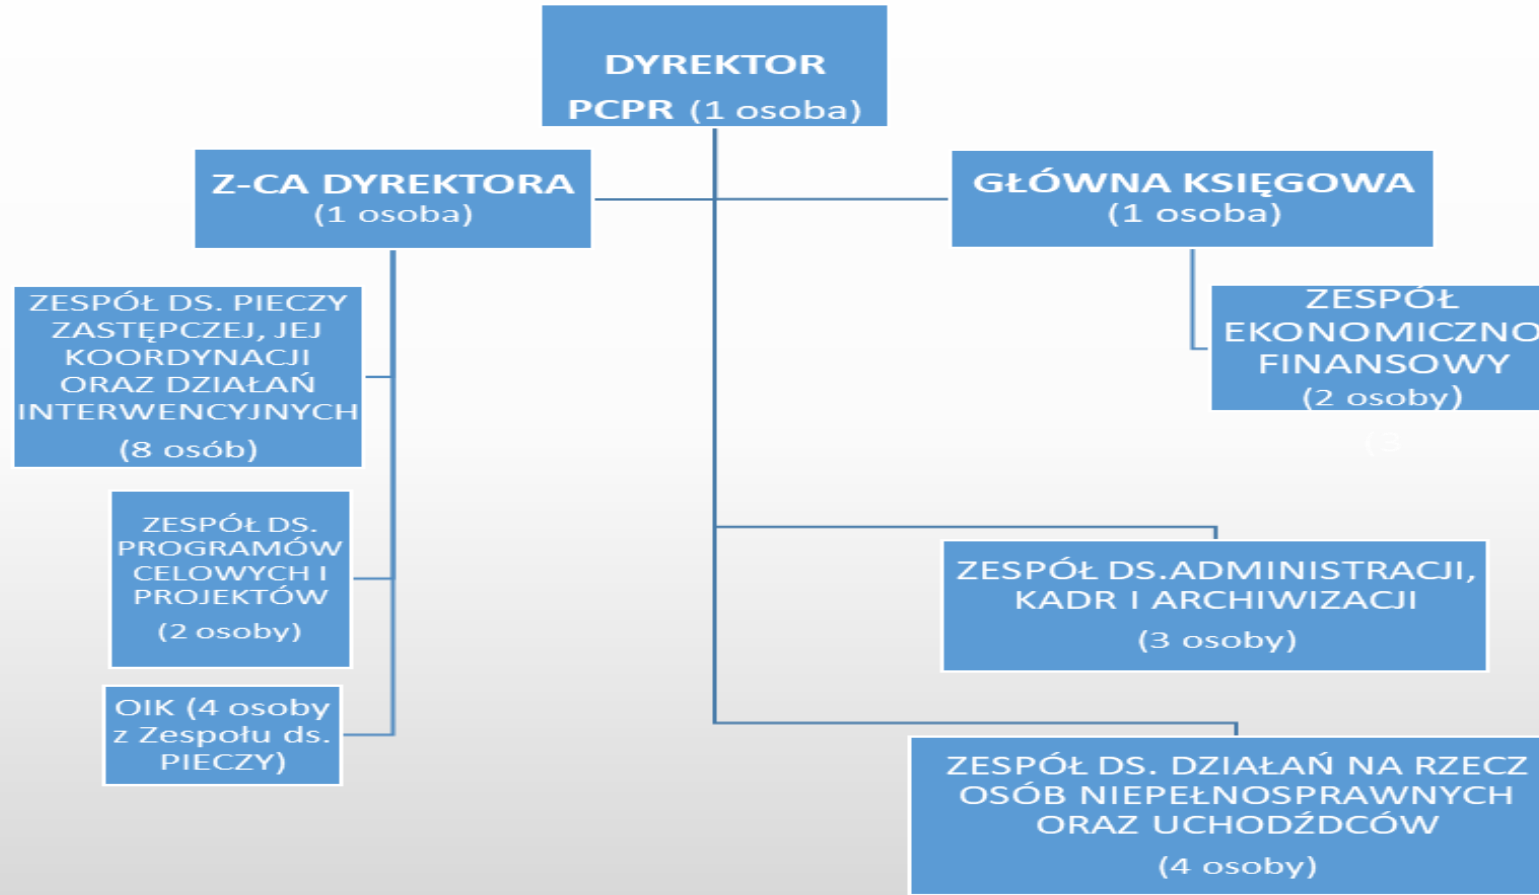 DYREKTOR
PCPR (1 osoba)
Z-CA DYREKTORA
(1 osoba)
GŁÓWNA KSIĘGOWA
(1 osoba)
ZESPÓŁ DS. PIECZY
ZASTĘPCZEJ, JEJ
KOORDYNACJI
ORAZ DZIAŁAŃ
INTERWENCYJNYCH
(8 osób)
ZESPÓŁ
EKONOMICZNO
FINANSOWY
(2 osoby)
(3
ZESPÓŁ DS.
PROGRAMÓW
CELOWYCH I
PROJEKTÓW
(2 osoby)
ZESPÓŁ DS.ADMINISTRACJI,
KADR I ARCHIWIZACJI
(3 osoby)
OIK (4 osoby
z Zespołu ds.
PIECZY)
ZESPÓŁ DS. DZIAŁAŃ NA RZECZ
OSÓB NIEPEŁNOSPRAWNYCH
ORAZ UCHODŹDCÓW
(4 osoby)